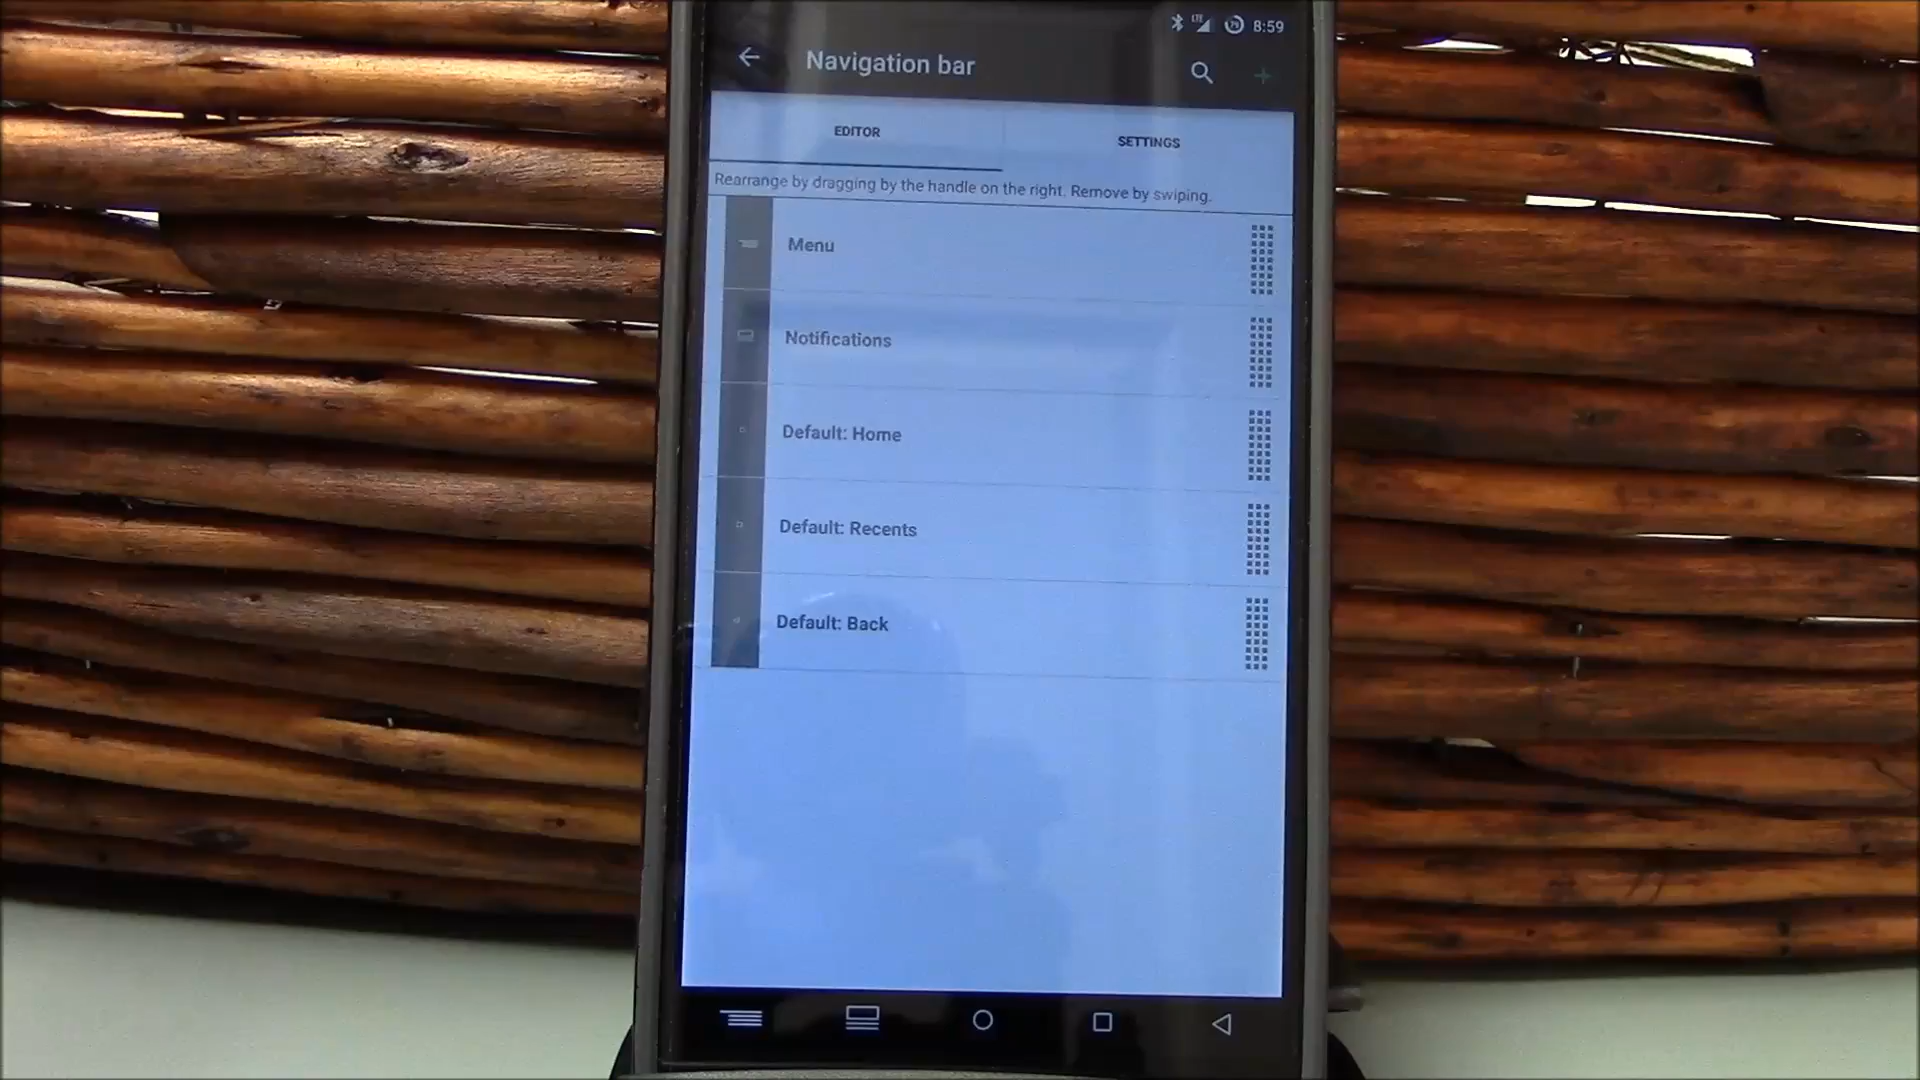 LTE 8:59
Navigation bar
EDITOR
SETTINGS
Rearrange by dragging by the handle on the right. Remove by swiping.
Menu
Notifications
Default: Home
Default: Recents
Default: Back